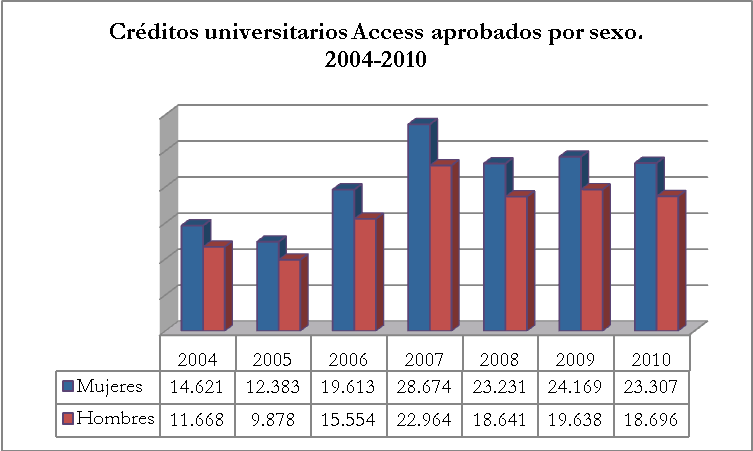 Créditos universitarios Access aprobados por sexo.
2004-2010
2004 2005 2006 2007 2008 2009 2010
Mujeres 14.621 12.383 19.613 28.674 23.231 24.169 23.307
Hombres 11.668 9.878 15.554 22.964 18.641 19.638 18.696